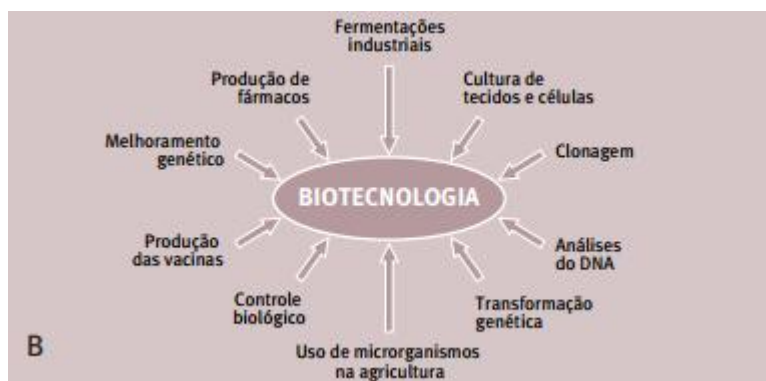 Fermentações
industriais
Produção de
fármacos
Cultura de
tecidos e células
Melhoramento
genético
Clonagem
BIOTECNOLOGIA
Produção
das vacinas
Análises
do DNA
Controle
biológico
Transformação
genética
Uso de microrganismos
na agricultura
B